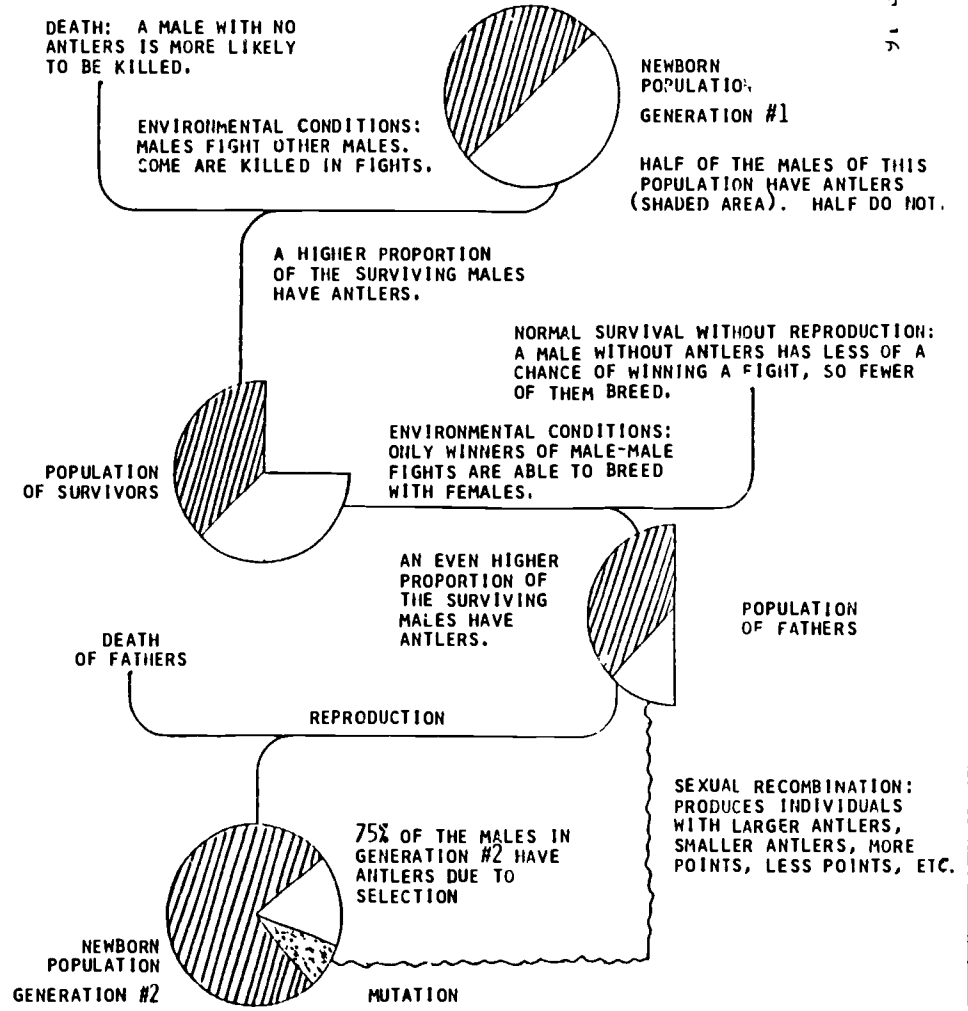 DEATH: A MALE WITH NO
ANTLERS IS MORE LIKELY
TO BE KILLED.
16
NEWBORN
POPULATION
GENERATION #1
ENVIRONMENTAL CONDITIONS:
MALES FIGHT OTHER MALES.
SOME ARE KILLED IN FIGHTS.
HALF OF THE MALES OF THIS
POPULATION HAVE ANTLERS
(SHADED AREA). HALF DO NOT.
A HIGHER PROPORTION
OF THE SURVIVING MALES
HAVE ANTLERS.
NORMAL SURVIVAL WITHOUT REPRODUCTION:
A MALE WITHOUT ANTLERS HAS LESS OF A
CHANCE OF WINNING A FIGHT, SO FEWER
OF THEM BREED.
ENVIRONMENTAL CONDITIONS:
ONLY WINNERS OF MALE-MALE
FIGHTS ARE ABLE TO BREED
WITH FEMALES.
POPULATION
OF SURVIVORS
AN EVEN HIGHER
PROPORTION OF
THE SURVIVING
MALES HAVE
ANTLERS.
POPULATION
OF FATHERS
DEATH
OF FATHERS
REPRODUCTION
SEXUAL RECOMBINATION:
PRODUCES INDIVIDUALS
WITH LARGER ANTLERS,
SMALLER ANTLERS, MORE
POINTS, LESS POINTS, ETC.
75% OF THE MALES IN
GENERATION #2 HAVE
ANTLERS DUE TO
SELECTION
NEWBORN
POPULATION
GENERATION #2
MUTATION